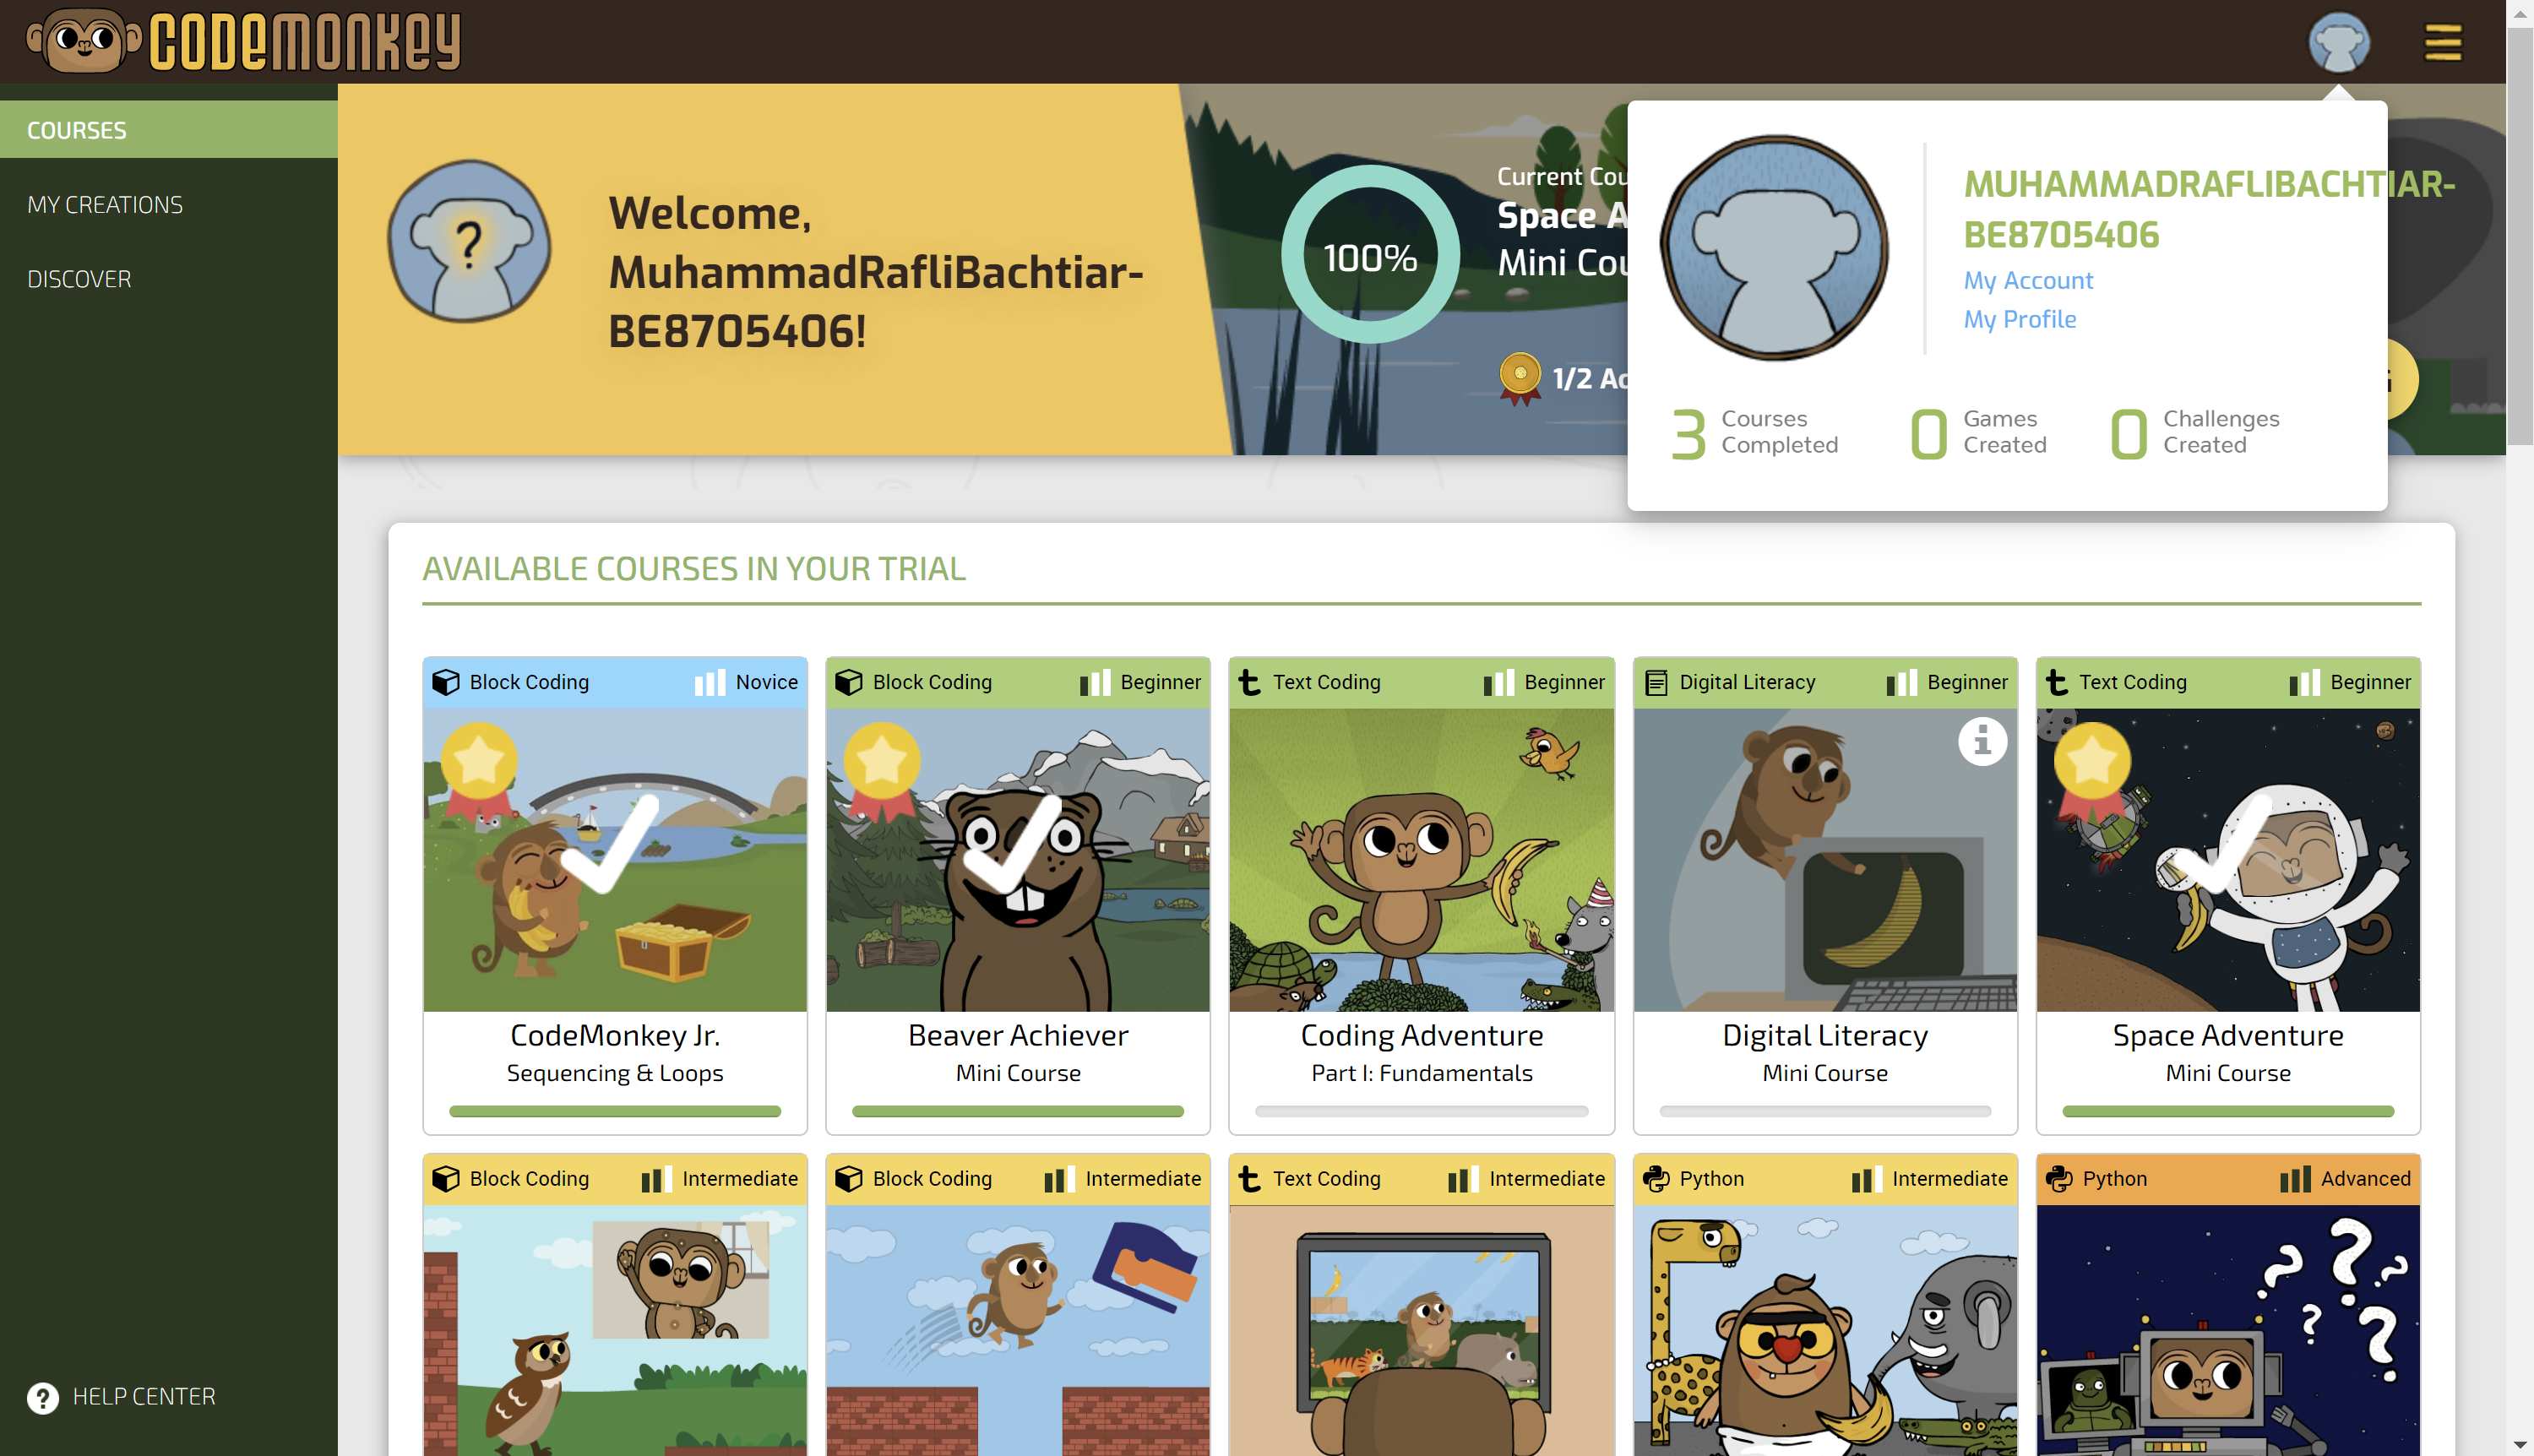 CODEMONKEY
COURSES
MY CREATIONS
DISCOVER
HELP CENTER
Welcome,
MuhammadRafliBachtiar-
BE8705406!
100%
Current Cou
Space A
Mini Cou
1/2 Ac
MUHAMMADRAFLIBACHTIAR-
BE8705406
My Account
My Profile
3 Courses
Completed
0 Games
Created
0 Challenges
Created
AVAILABLE COURSES IN YOUR TRIAL
Block Coding Novice
CodeMonkey Jr.
Sequencing & Loops
Block Coding Beginner
Beaver Achiever
Mini Course
Text Coding Beginner
Coding Adventure
Part I: Fundamentals
Digital Literacy Beginner
Digital Literacy
Mini Course
Text Coding Beginner
Space Adventure
Mini Course
Block Coding Intermediate
Block Coding Intermediate
Text Coding Intermediate
Python Intermediate
Python Advanced